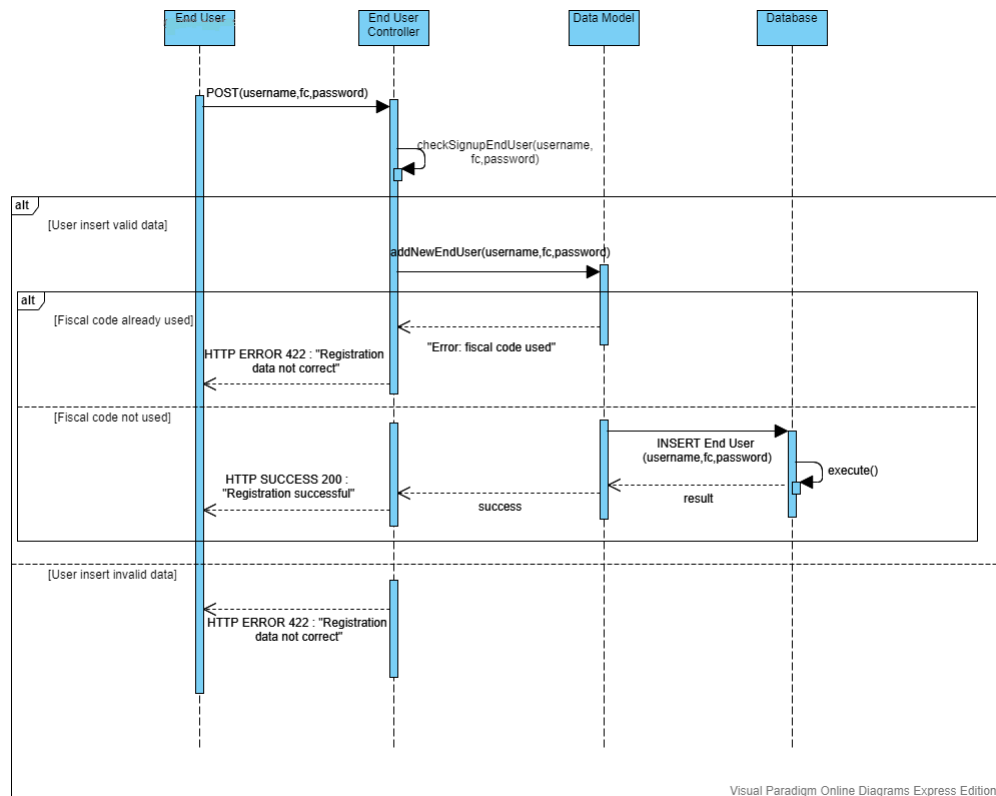 End User
End User
Controller
Data Model
Database
POST(username,fc,password)
checkSignupEndUser(username,
fc,password)
alt
[User insert valid data]
addNewEndUser(username,fc,password)
alt
[Fiscal code already used]
"Error: fiscal code used"
HTTP ERROR 422 : "Registration
data not correct"
[Fiscal code not used]
INSERT End User
(username,fc,password)
execute()
HTTP SUCCESS 200 :
"Registration successful"
success
result
[User insert invalid data]
HTTP ERROR 422 : "Registration
data not correct"
Visual Paradigm Online Diagrams Express Edition